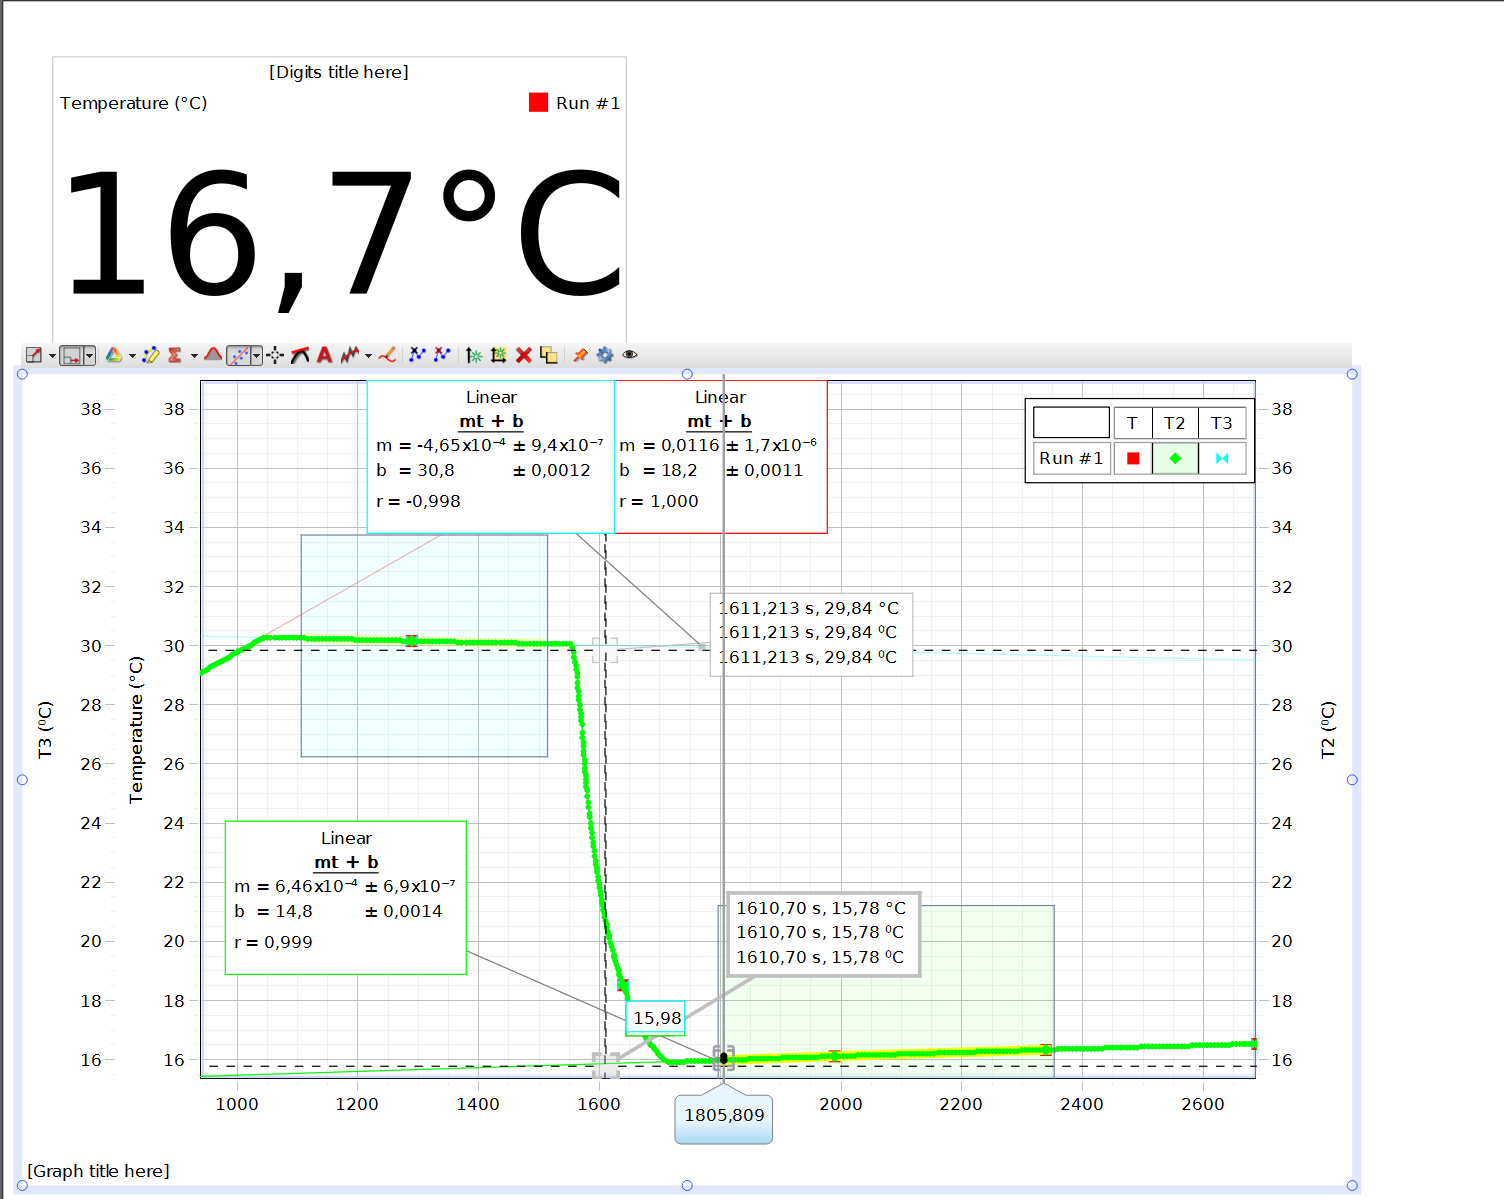 [Digits title here]
Temperature (°C)
Run #1
16,7°C
Linear
mt + b
m = -4,65x10⁻⁴ ± 9,4x10⁻⁷
b = 30,8 ± 0,0012
r = -0,998
Linear
mt + b
m = 0,0116 ± 1,7x10⁻⁶
b = 18,2 ± 0,0011
r = 1,000
T T2 T3
Run #1
1611,213 s, 29,84 °C
1611,213 s, 29,84 ⁰C
1611,213 s, 29,84 ⁰C
Linear
mt + b
m = 6,46x10⁻⁴ ± 6,9x10⁻⁷
b = 14,8 ± 0,0014
r = 0,999
1610,70 s, 15,78 °C
1610,70 s, 15,78 ⁰C
1610,70 s, 15,78 ⁰C
15,98
T3 (⁰C)
38
36
34
32
30
28
26
24
22
20
18
16
Temperature (°C)
38
36
34
32
30
28
26
24
22
20
18
16
T2 (⁰C)
38
36
34
32
30
28
26
24
22
20
18
16
1000 1200 1400 1600 2000 2200 2400 2600
1805,809
[Graph title here]